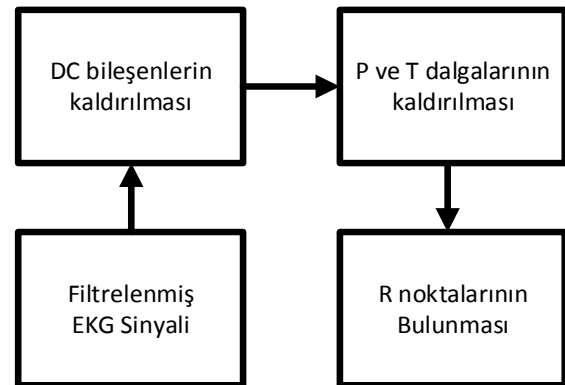 DC bileşenlerin
kaldırılması
P ve T dalgalarının
kaldırılması
Filtrelenmiş
EKG Sinyali
R noktalarının
Bulunması